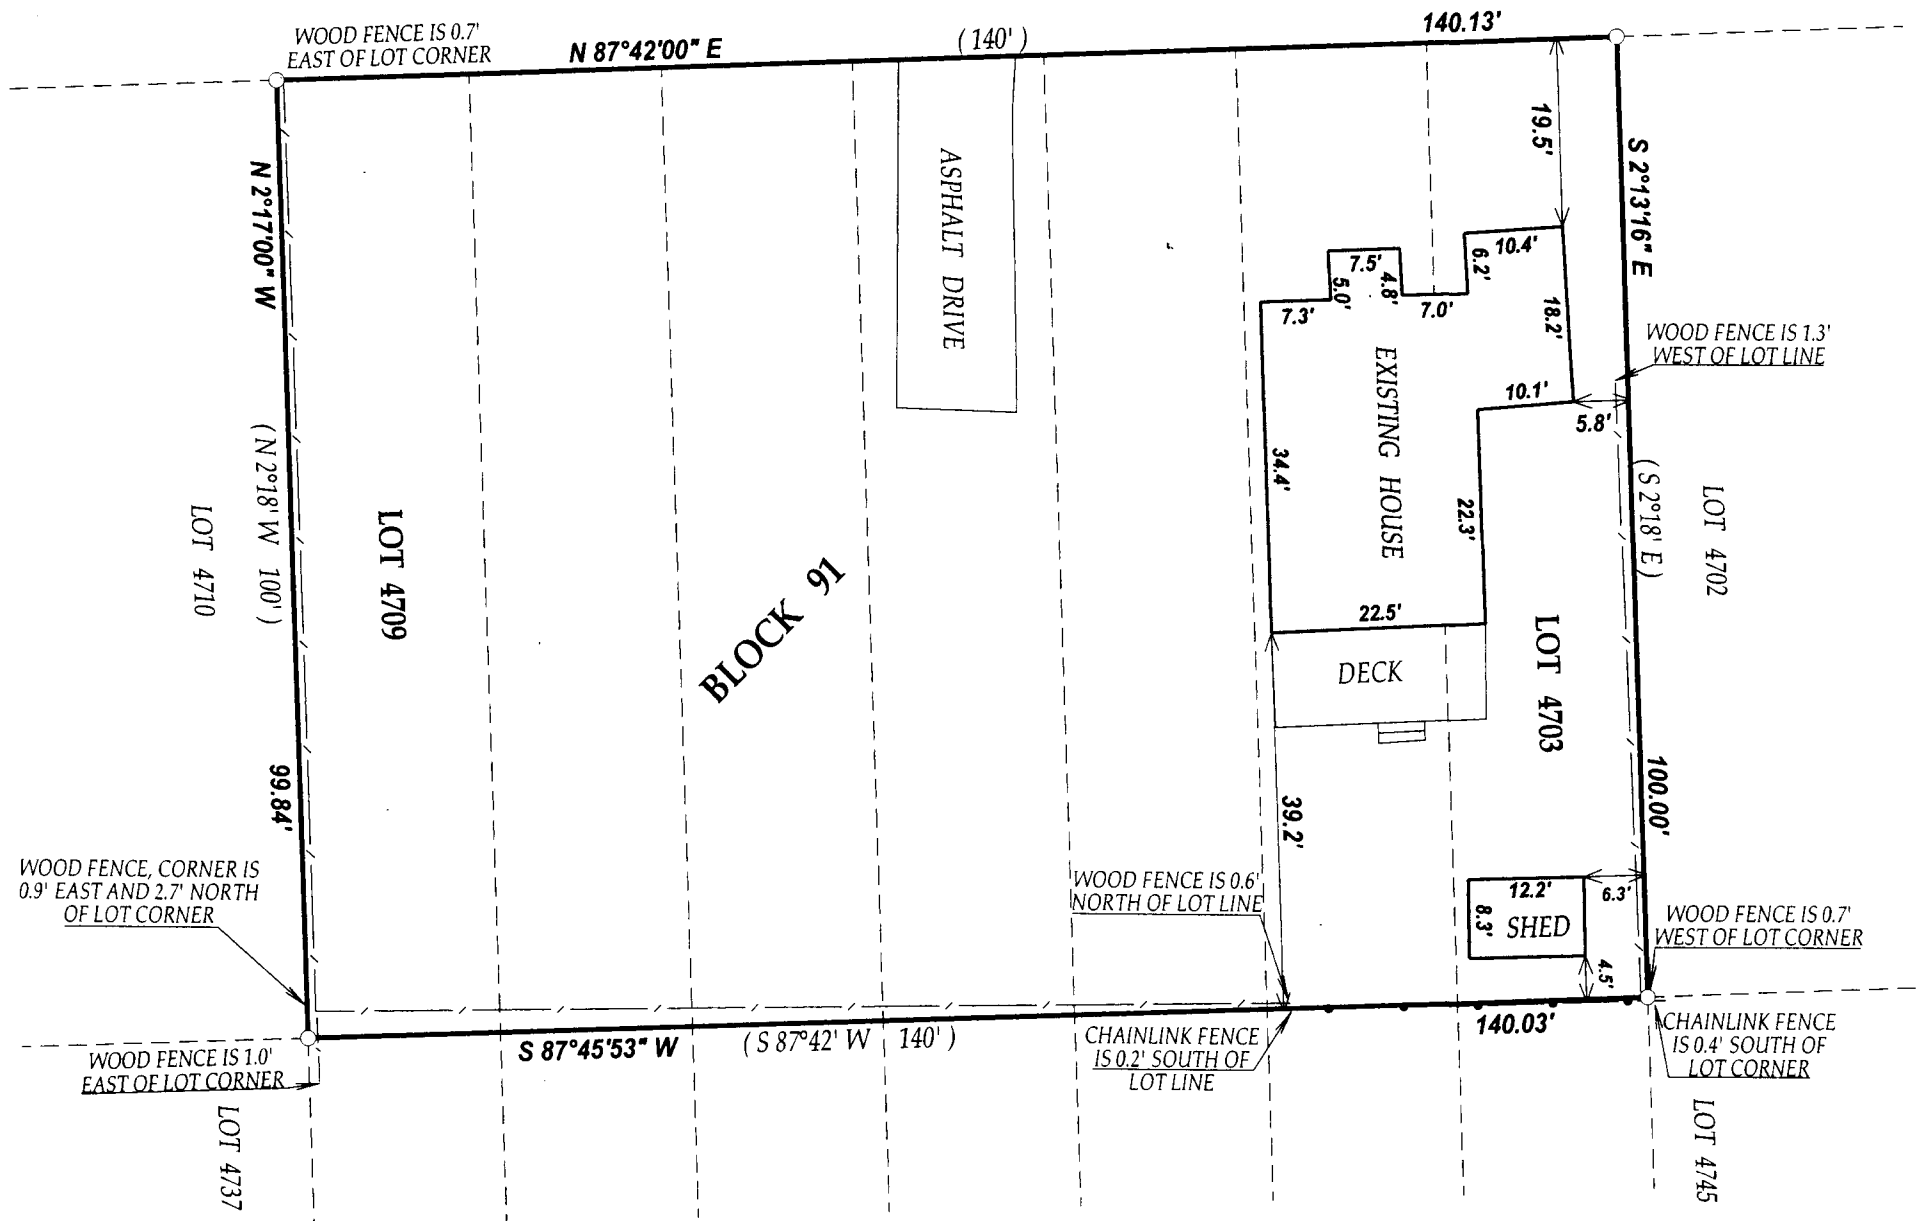 WOOD FENCE IS 0.7'
EAST OF LOT CORNER
N 87°42'00" E
( 140' )
140.13'
N 2°17'00" W
( N 2°18' W 100' )
99.84'
LOT 4710
LOT 4709
ASPHALT DRIVE
BLOCK 91
19.5'
S 2°13'16" E
10.4'
6.2'
7.5'
4.8'
5.0'
7.0'
7.3'
18.2'
WOOD FENCE IS 1.3'
WEST OF LOT LINE
10.1'
5.8'
EXISTING HOUSE
34.4'
22.3'
22.5'
( S 2°18' E )
LOT 4702
DECK
LOT 4703
100.00'
39.2'
WOOD FENCE, CORNER IS
0.9' EAST AND 2.7' NORTH
OF LOT CORNER
WOOD FENCE IS 0.6'
NORTH OF LOT LINE
12.2'
6.3'
8.3'
SHED
4.5'
WOOD FENCE IS 0.7'
WEST OF LOT CORNER
WOOD FENCE IS 1.0'
EAST OF LOT CORNER
S 87°45'53" W
( S 87°42' W 140' )
CHAINLINK FENCE
IS 0.2' SOUTH OF
LOT LINE
140.03'
CHAINLINK FENCE
IS 0.4' SOUTH OF
LOT CORNER
LOT 4737
LOT 4745